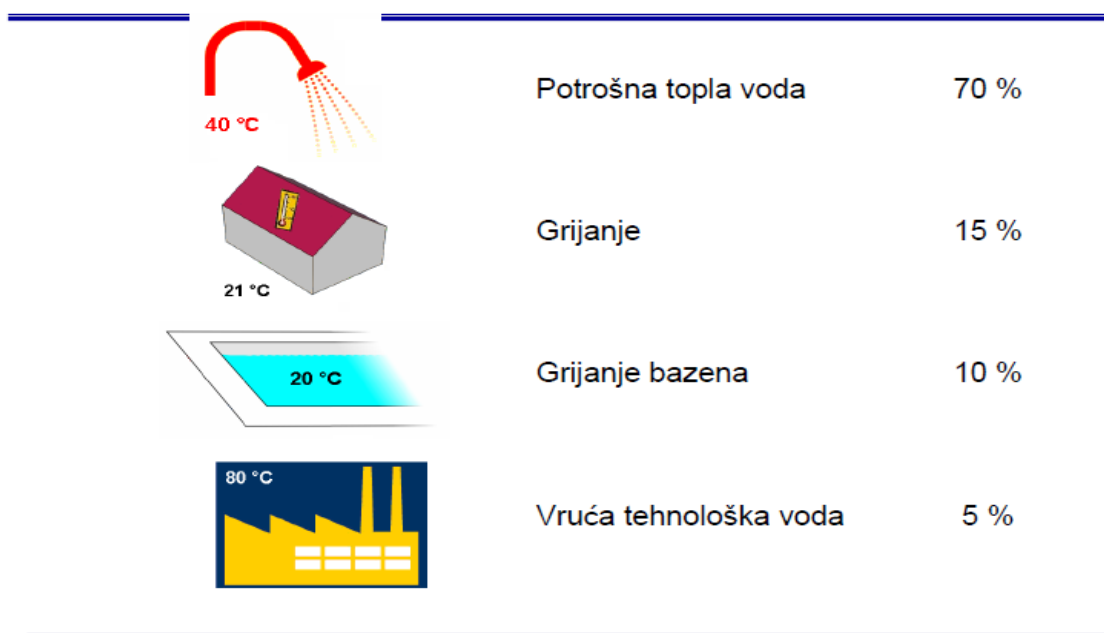 40 °C
Potrošna topla voda 70 %
Grijanje 15 %
21 °C
20 °C
Grijanje bazena 10 %
80 °C
Vruća tehnološka voda 5 %